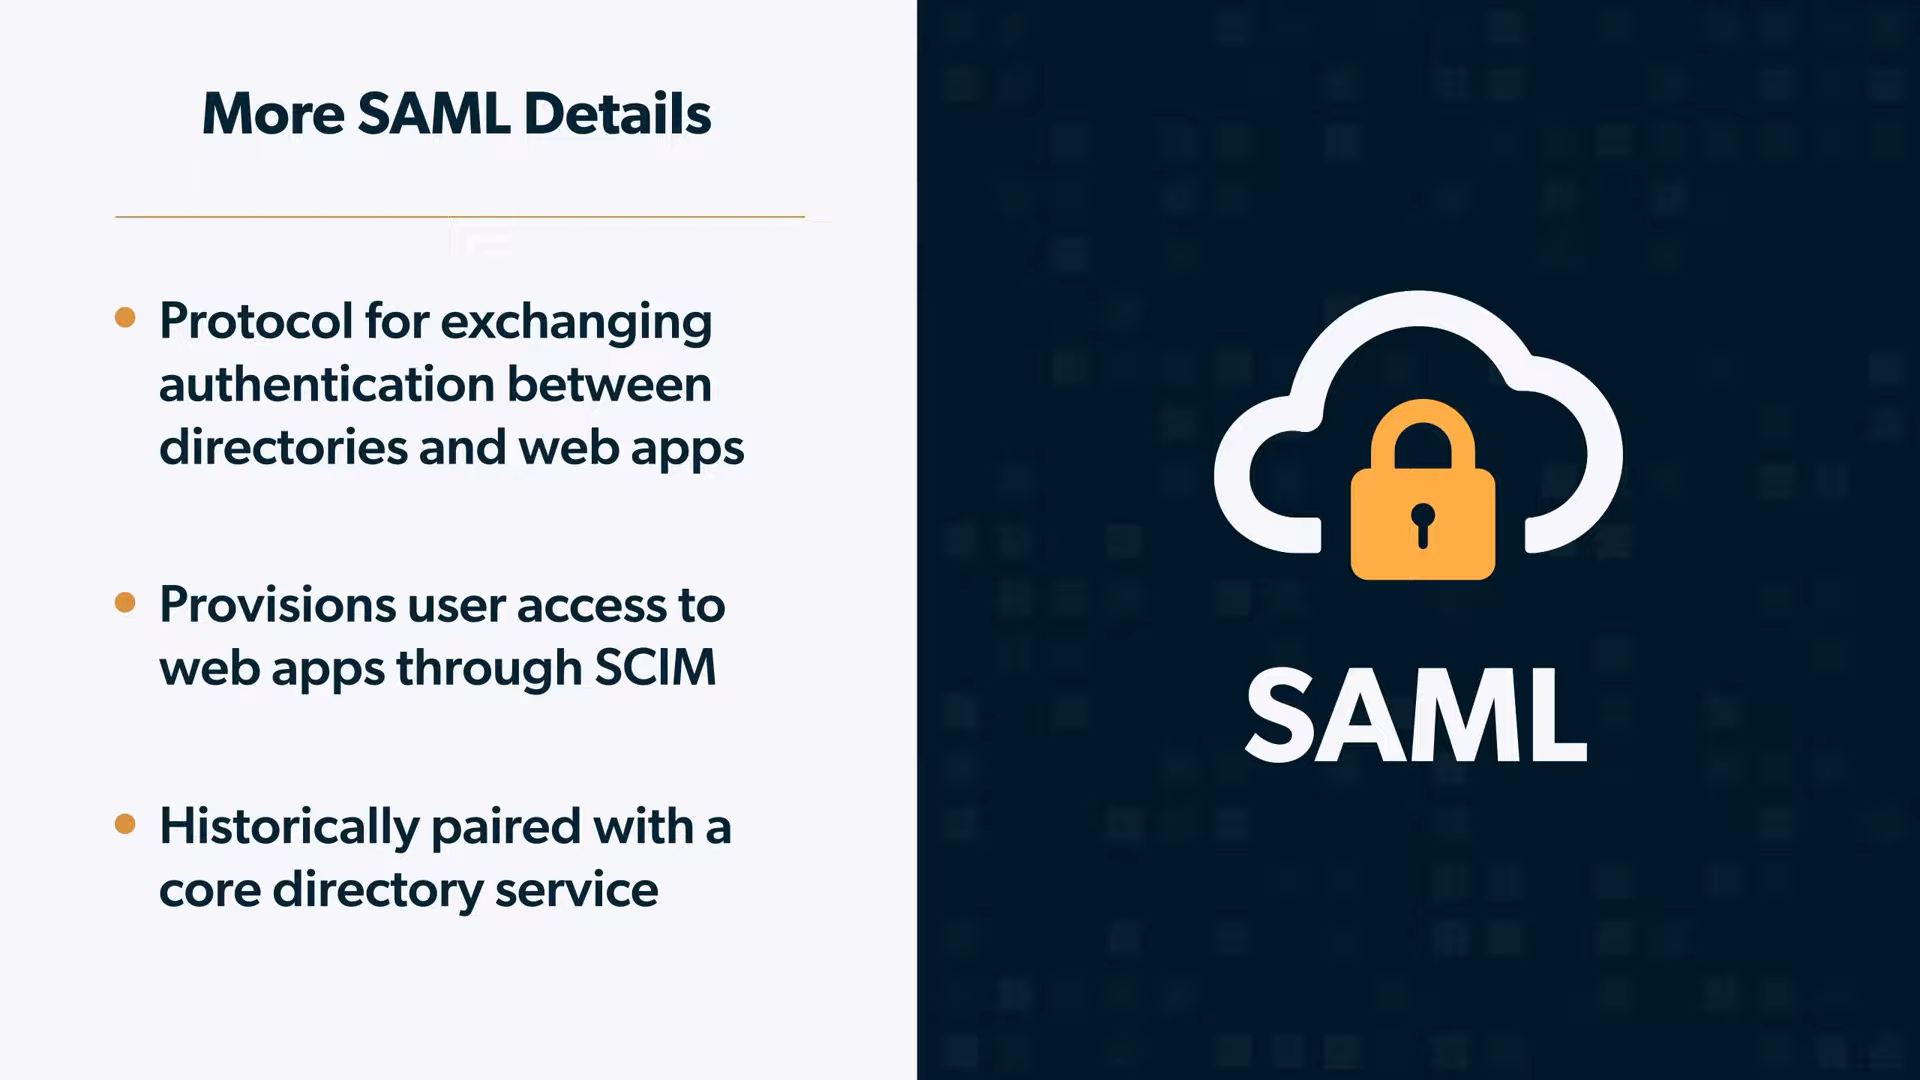 More SAML Details
Protocol for exchanging
authentication between
directories and web apps
Provisions user access to
web apps through SCIM
Historically paired with a
core directory service
SAML